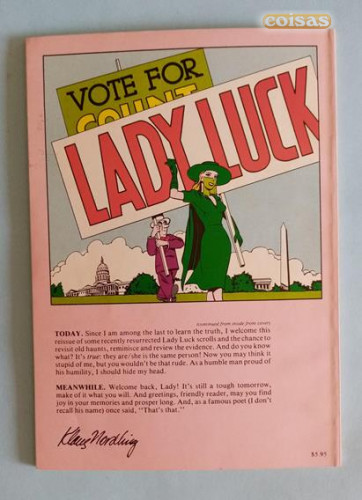 coisas
VOTE FOR
COUNT
LADY LUCK
(continued from inside front cover)
TODAY. Since I am among the last to learn the truth, I welcome this
reissue of some recently resurrected Lady Luck scrolls and the chance to
revisit old haunts, reminisce and review the evidence. And do you know
what? It's true: they are/she is the same person! Now you may think it
stupid of me, but you wouldn't be that rude. As a humble man proud of
his humility, I should hide my head.
MEANWHILE. Welcome back, Lady! It's still a tough tomorrow,
make of it what you will. And greetings, friendly reader, may you find
joy in your memories and prosper long. And, as a famous poet (I don't
recall his name) once said, "That's that."
Klaus Nordling
$5.95